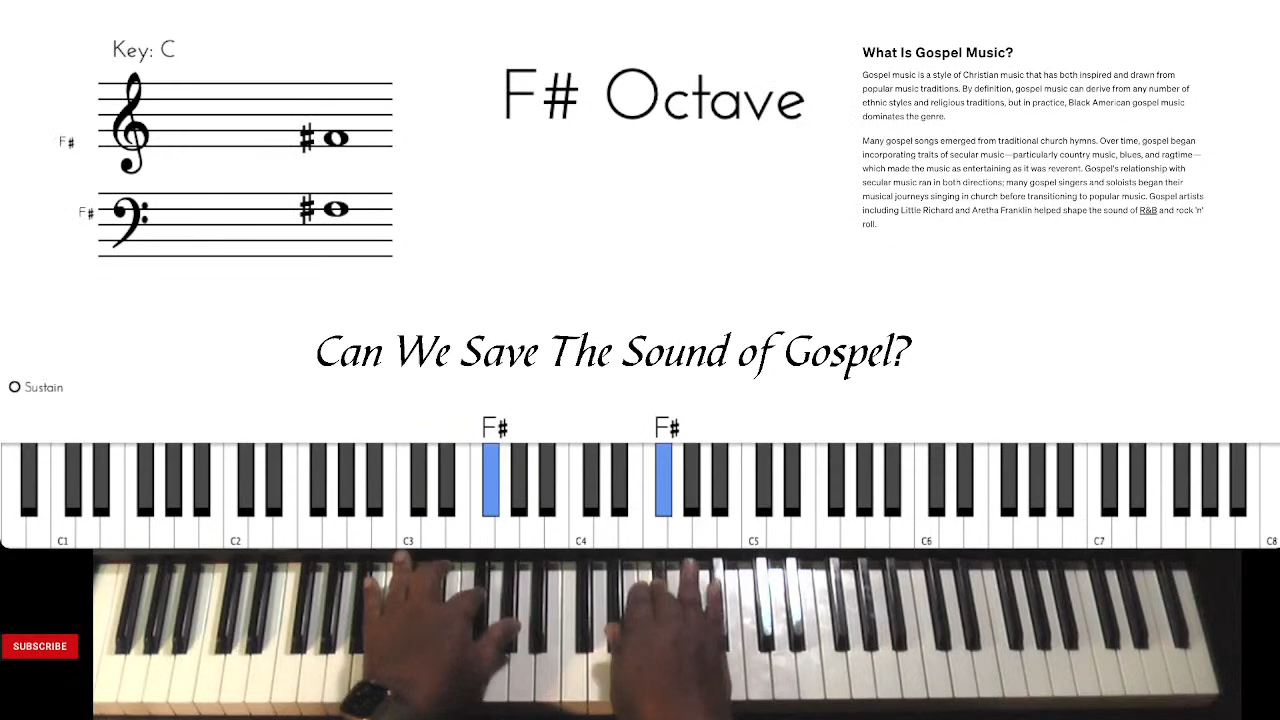 Key: C
F#
F#
F# Octave
What Is Gospel Music?
Gospel music is a style of Christian music that has both inspired and drawn from
popular music traditions. By definition, gospel music can derive from any number of
ethnic styles and religious traditions, but in practice, Black American gospel music
dominates the genre.
Many gospel songs emerged from traditional church hymns. Over time, gospel began
incorporating traits of secular music—particularly country music, blues, and ragtime—
which made the music as entertaining as it was reverent. Gospel's relationship with
secular music ran in both directions; many gospel singers and soloists began their
musical journeys singing in church before transitioning to popular music. Gospel artists
including Little Richard and Aretha Franklin helped shape the sound of R&B and rock 'n'
roll.
Can We Save The Sound of Gospel?
Sustain
F# F#
C1 C2 C3 C4 C5 C6 C7 C8
SUBSCRIBE